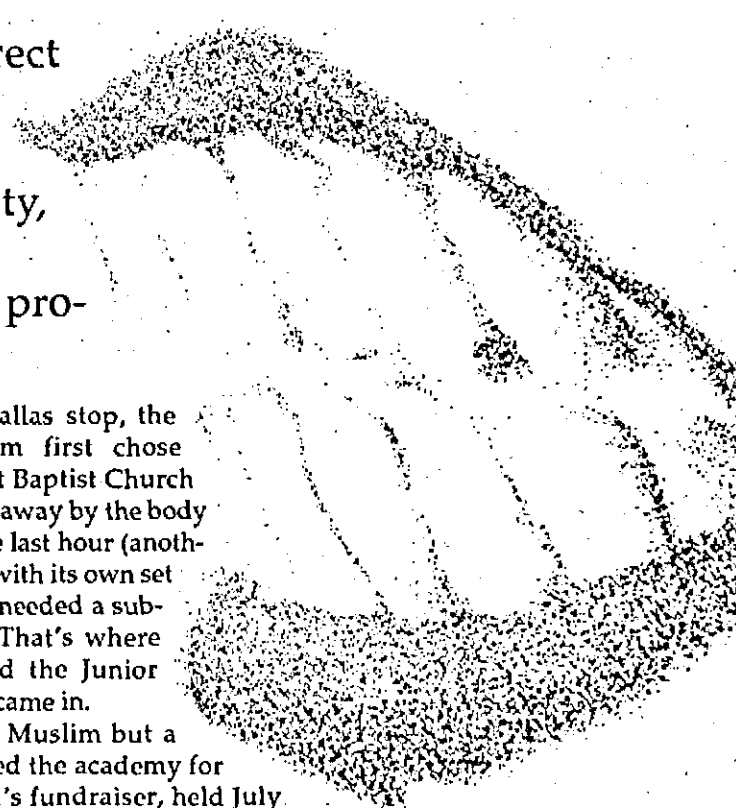 rect
ty,
pro-
allas stop, the
m first chose
t Baptist Church
away by the body
e last hour (anoth-
with its own set
needed a sub-
That's where
d the Junior
came in.
Muslim but a
ed the academy for
's fundraiser, held July